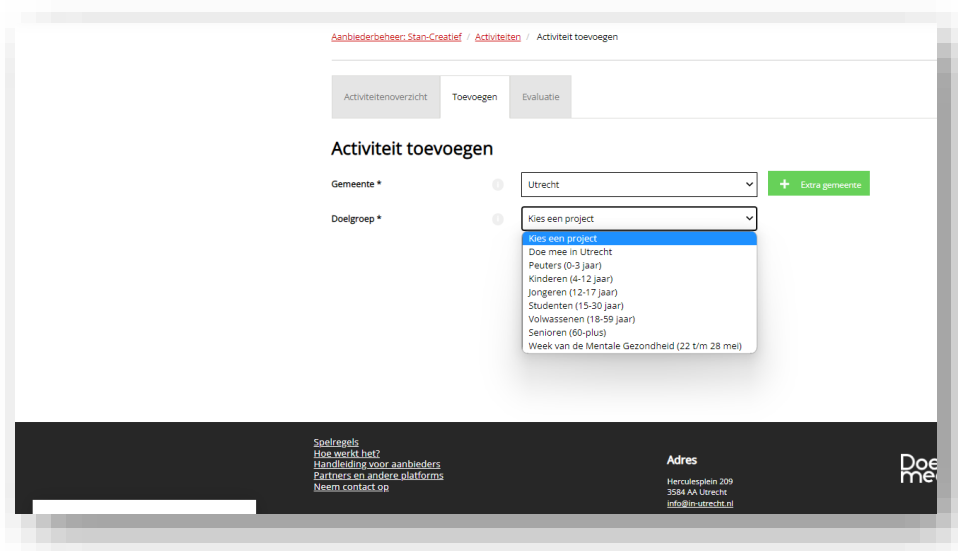 Aanbiederbeheer: Stan-Creatief / Activiteiten / Activiteit toevoegen
Activiteitenoverzicht Toevoegen Evaluatie
Activiteit toevoegen
Gemeente * Utrecht + Extra gemeente
Doelgroep * Kies een project
Kies een project
Doe mee in Utrecht
Peuters (0-3 jaar)
Kinderen (4-12 jaar)
Jongeren (12-17 jaar)
Studenten (15-30 jaar)
Volwassenen (18-59 jaar)
Senioren (60-plus)
Week van de Mentale Gezondheid (22 t/m 28 mei)
Spelregels
Hoe werkt het?
Handleiding voor aanbieders
Partners en andere platforms
Neem contact op
Adres
Herculesplein 209
3584 AA Utrecht
info@in-utrecht.nl
Doe
me